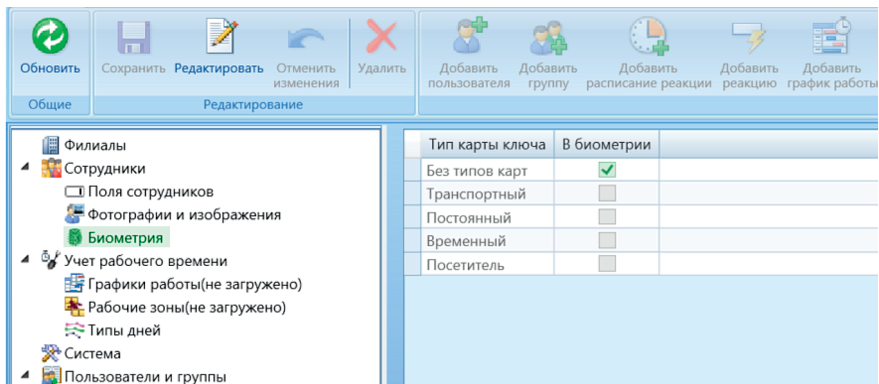 Обновить
Сохранить
Редактировать
Отменить
изменения
Удалить
Добавить
пользователя
Добавить
группу
Добавить
расписание реакции
Добавить
реакцию
Добавить
график работы
Общие
Редактирование
Филиалы
Сотрудники
Поля сотрудников
Фотографии и изображения
Биометрия
Учет рабочего времени
Графики работы(не загружено)
Рабочие зоны(не загружено)
Типы дней
Система
Пользователи и группы
Тип карты ключа
В биометрии
Без типов карт
Транспортный
Постоянный
Временный
Посетитель